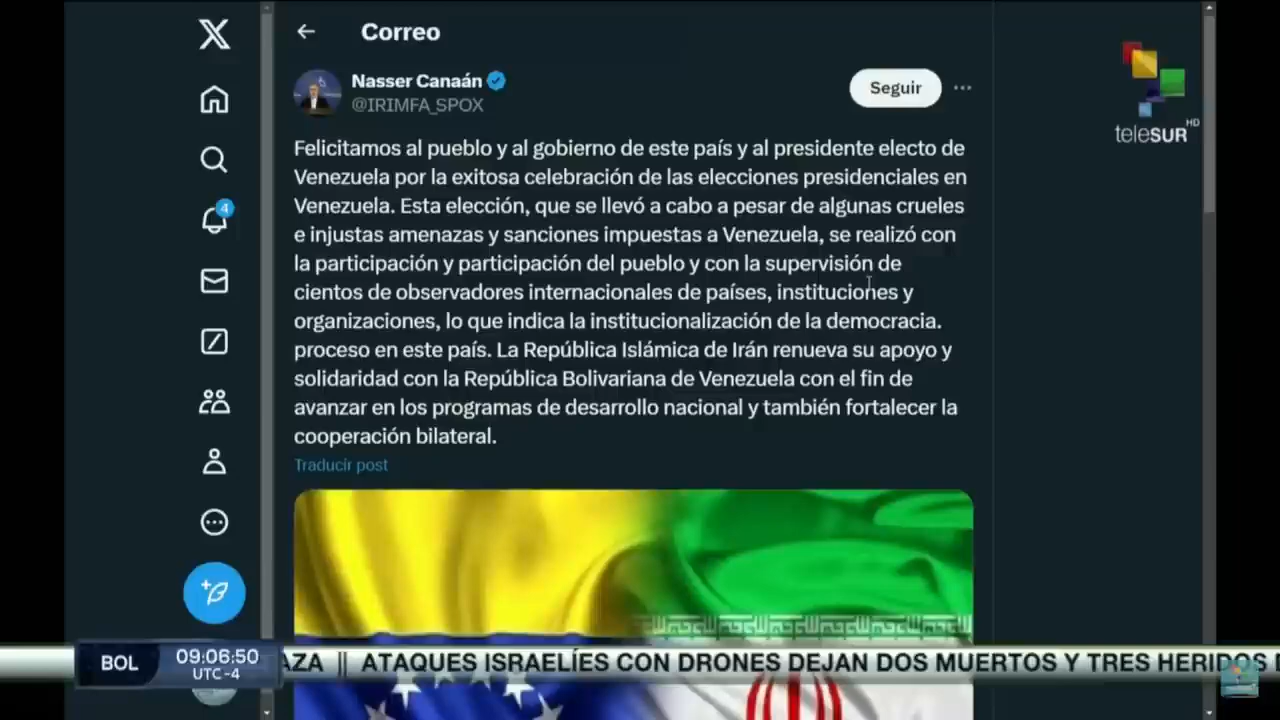 Correo
Nasser Canaán
@IRIMFA_SPOX
Seguir
HD
teleSUR
4
Felicitamos al pueblo y al gobierno de este país y al presidente electo de
Venezuela por la exitosa celebración de las elecciones presidenciales en
Venezuela. Esta elección, que se llevó a cabo a pesar de algunas crueles
e injustas amenazas y sanciones impuestas a Venezuela, se realizó con
la participación y participación del pueblo y con la supervisión de
cientos de observadores internacionales de países, instituciones y
organizaciones, lo que indica la institucionalización de la democracia.
proceso en este país. La República Islámica de Irán renueva su apoyo y
solidaridad con la República Bolivariana de Venezuela con el fin de
avanzar en los programas de desarrollo nacional y también fortalecer la
cooperación bilateral.
Traducir post
BOL
09:06:50
UTC-4
AZA || ATAQUES ISRAELÍES CON DRONES DEJAN DOS MUERTOS Y TRES HERIDOS